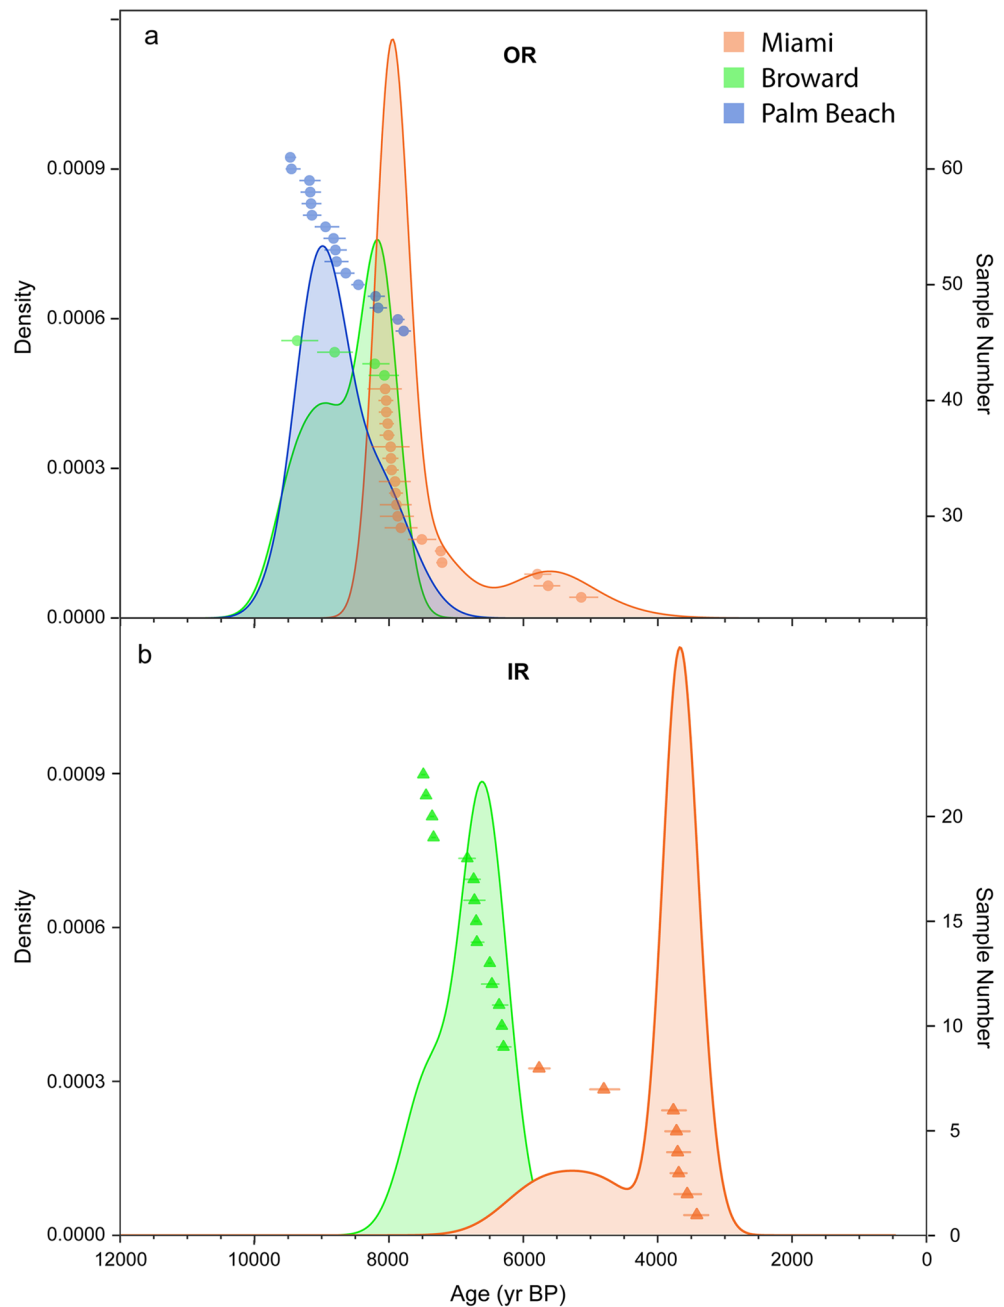 a
OR
Miami
Broward
Palm Beach
0.0009
0.0006
0.0003
0.0000
Density
60
50
40
30
Sample Number
b
IR
0.0009
0.0006
0.0003
0.0000
Density
20
15
10
5
0
Sample Number
12000 10000 8000 6000 4000 2000 0
Age (yr BP)